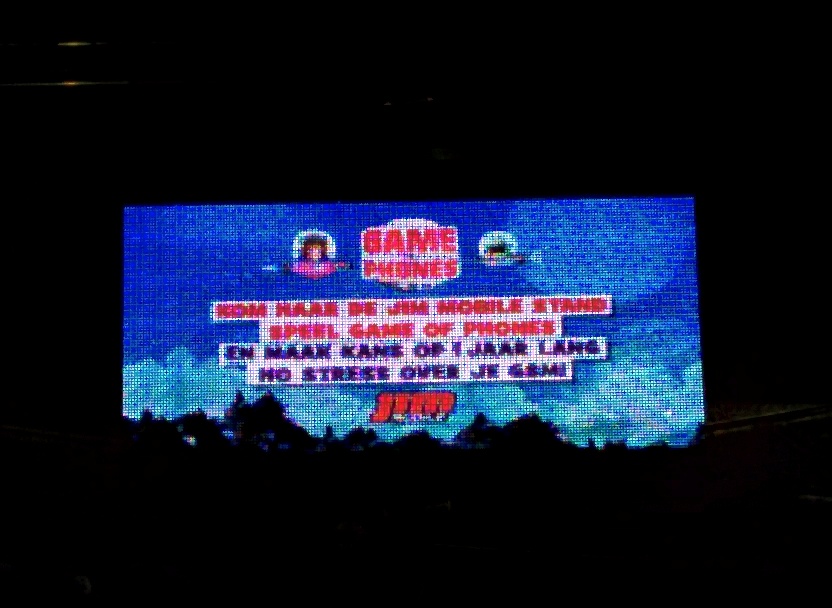 GAME
OF
PHONES
KOM NAAR DE JIM MOBILE STAND
SPEEL GAME OF PHONES
EN MAAK KANS OP 1 JAAR LANG
NO STRESS OVER JE GSM!
JIM